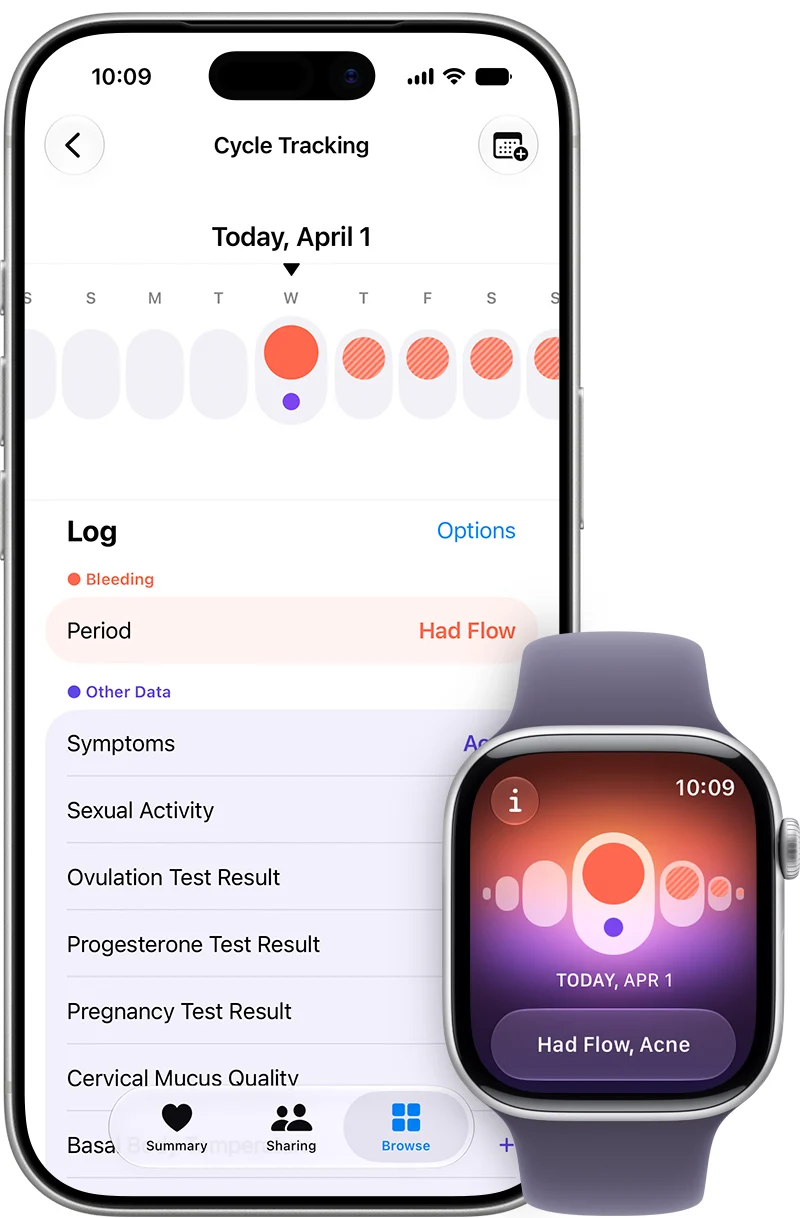 10:09
Cycle Tracking
Today, April 1
S S M T W T F S S
Log
Options
Bleeding
Period
Had Flow
Other Data
Symptoms
Sexual Activity
Ovulation Test Result
Progesterone Test Result
Pregnancy Test Result
Cervical Mucus Quality
Basal Body
Summary
Sharing
Browse
i
10:09
TODAY, APR 1
Had Flow, Acne